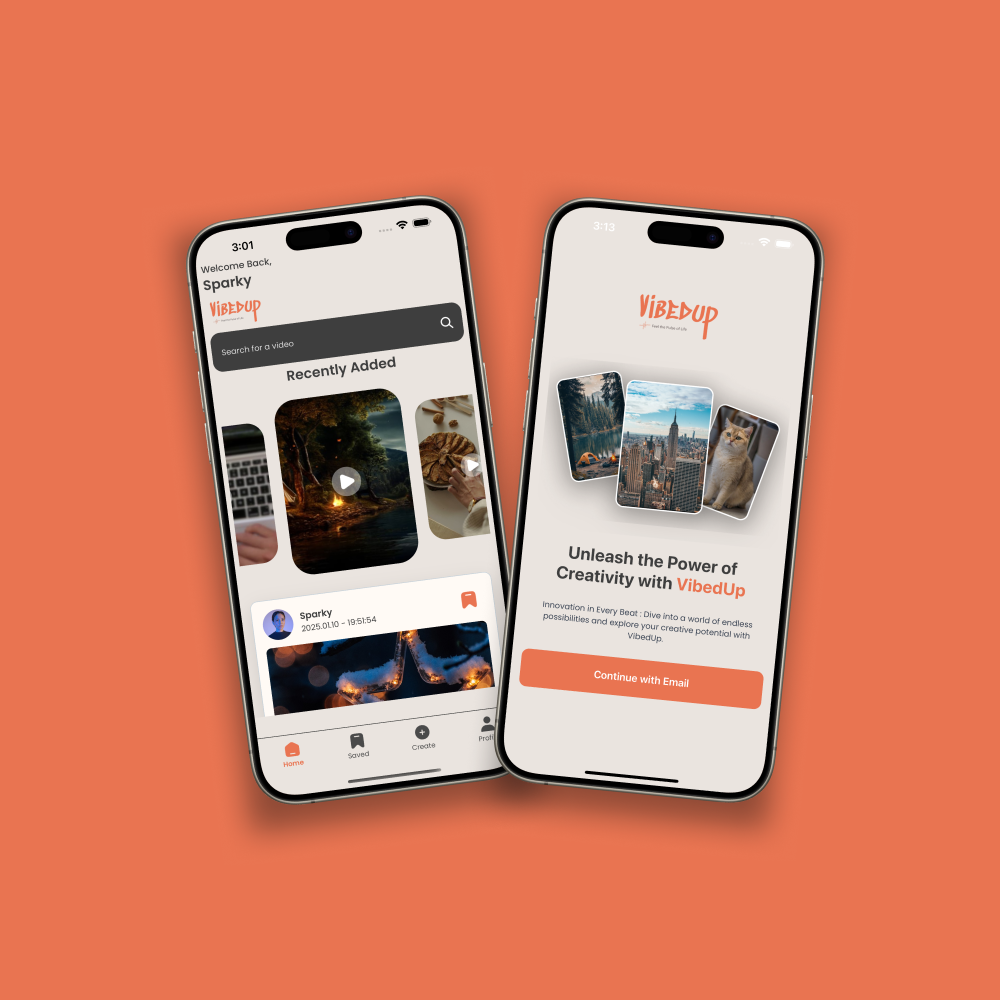 3:01
Welcome Back,
Sparky
VIBEDUP
Search for a video
Recently Added
Sparky
2025.01.10 - 19:51:54
Home
Saved
Create
3:13
VIBEDUP
Feel the Pulse of Life
Unleash the Power of
Creativity with VibedUp
Innovation in Every Beat : Dive into a world of endless
possibilities and explore your creative potential with
VibedUp.
Continue with Email